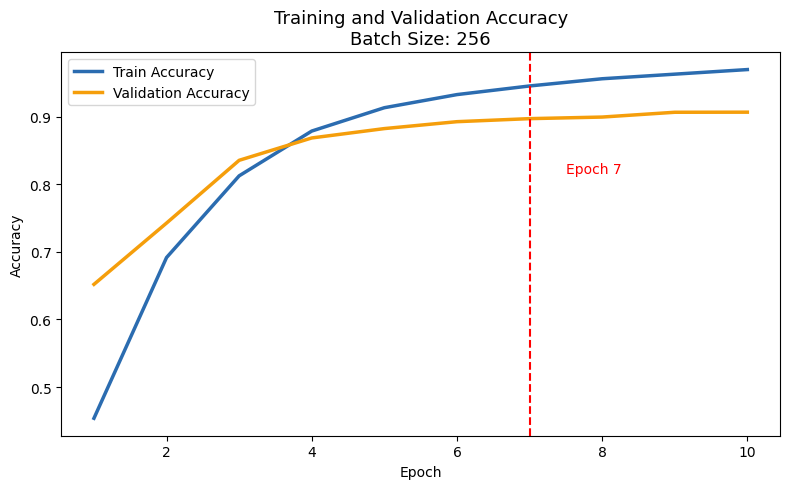 Training and Validation Accuracy
Batch Size: 256
Train Accuracy
Validation Accuracy
0.9
0.8
0.7
0.6
0.5
Accuracy
Epoch 7
2
4
6
8
10
Epoch